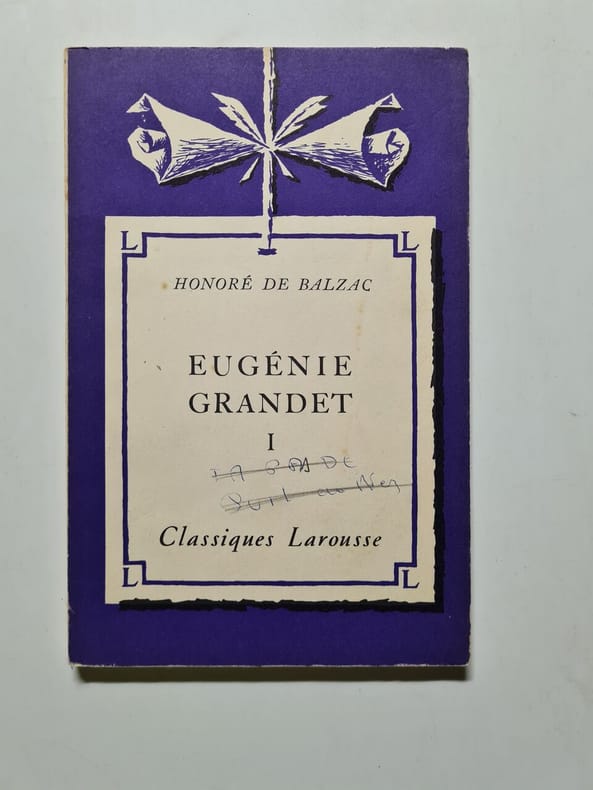 L L
HONORÉ DE BALZAC
EUGÉNIE
GRANDET
I
Classiques Larousse
L L